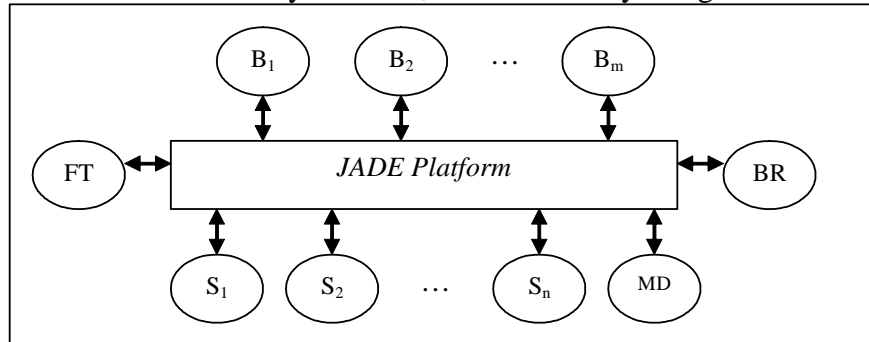 B₁ B₂ … Bₘ
FT JADE Platform BR
S₁ S₂ … Sₙ MD